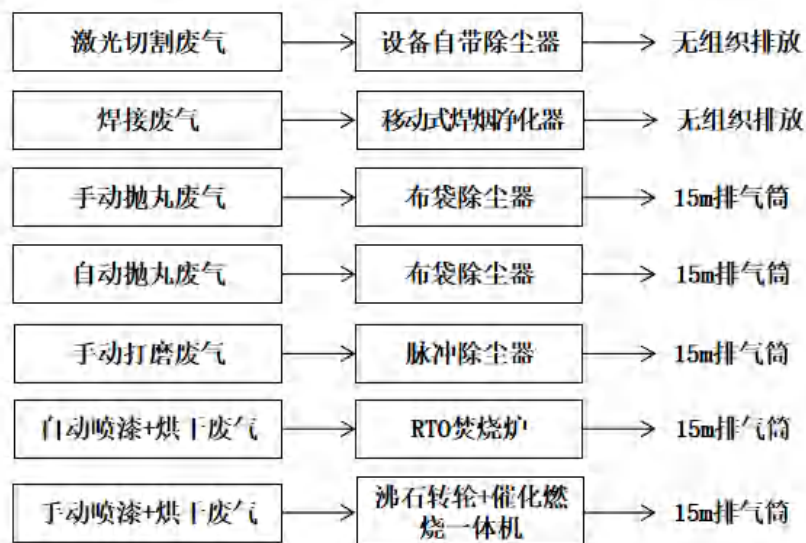 激光切割废气 设备自带除尘器 无组织排放
焊接废气 移动式焊烟净化器 无组织排放
手动抛丸废气 布袋除尘器 15m排气筒
自动抛丸废气 布袋除尘器 15m排气筒
手动打磨废气 脉冲除尘器 15m排气筒
自动喷漆+烘干废气 RTO焚烧炉 15m排气筒
手动喷漆+烘干废气 沸石转轮+催化燃
烧一体机 15m排气筒